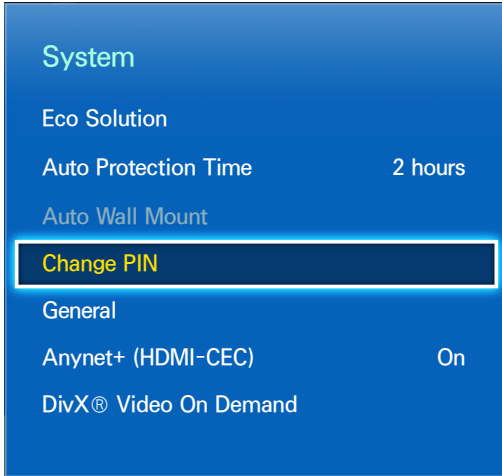 System
Eco Solution
Auto Protection Time 2 hours
Auto Wall Mount
Change PIN
General
Anynet+ (HDMI-CEC) On
DivX® Video On Demand